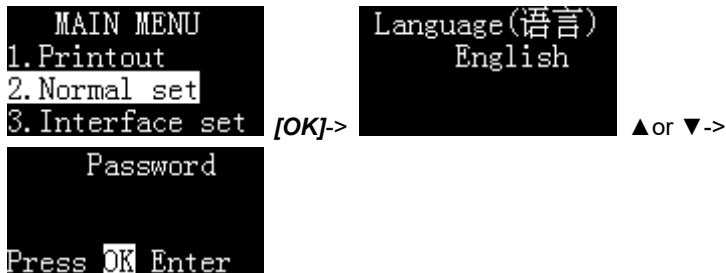 MAIN MENU
1.Printout
2.Normal set
3.Interface set
[OK]->
Language(语言)
English
▲or ▼->
Password
Press OK Enter